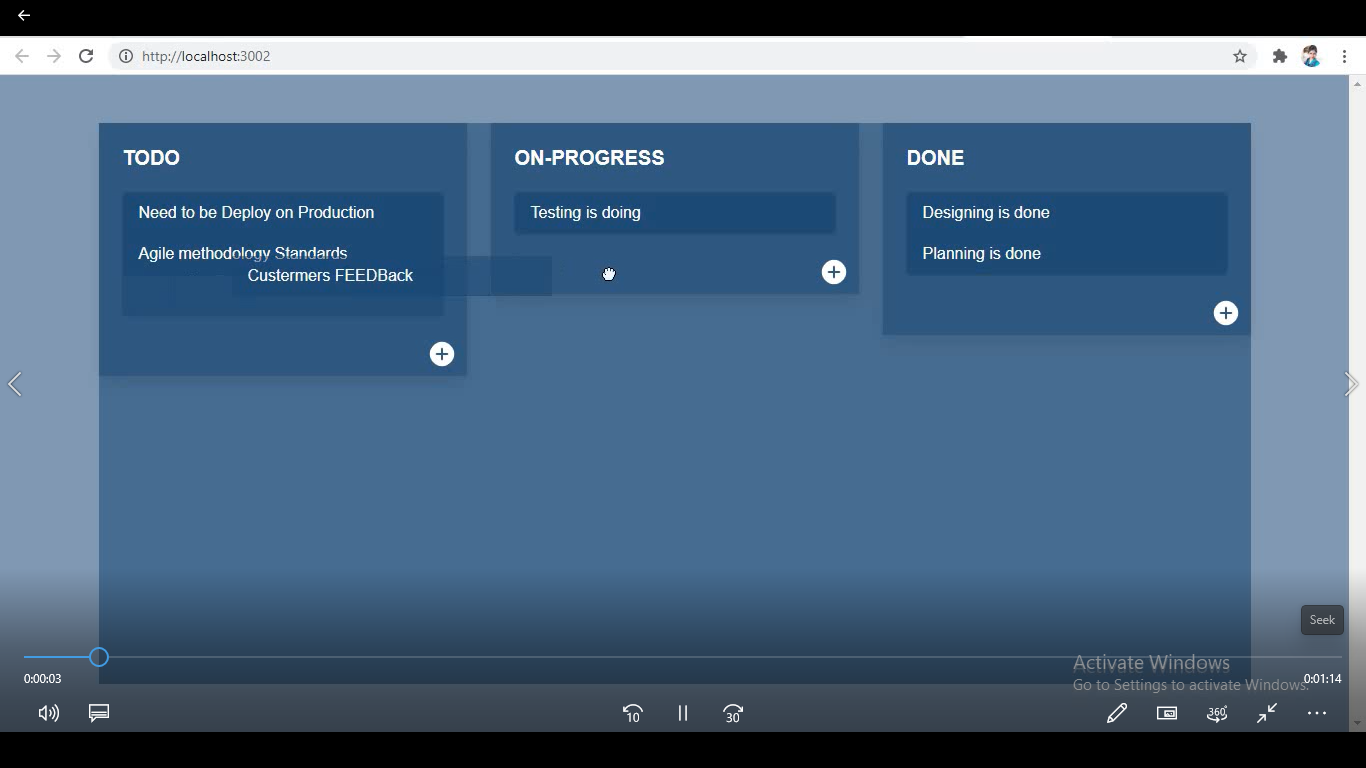 http://localhost:3002
TODO
Need to be Deploy on Production
Agile methodology Standards
Custermers FEEDBack
ON-PROGRESS
Testing is doing
DONE
Designing is done
Planning is done
Seek
Activate Windows
Go to Settings to activate Windows.
0:00:03
0:01:14
10
30
360°